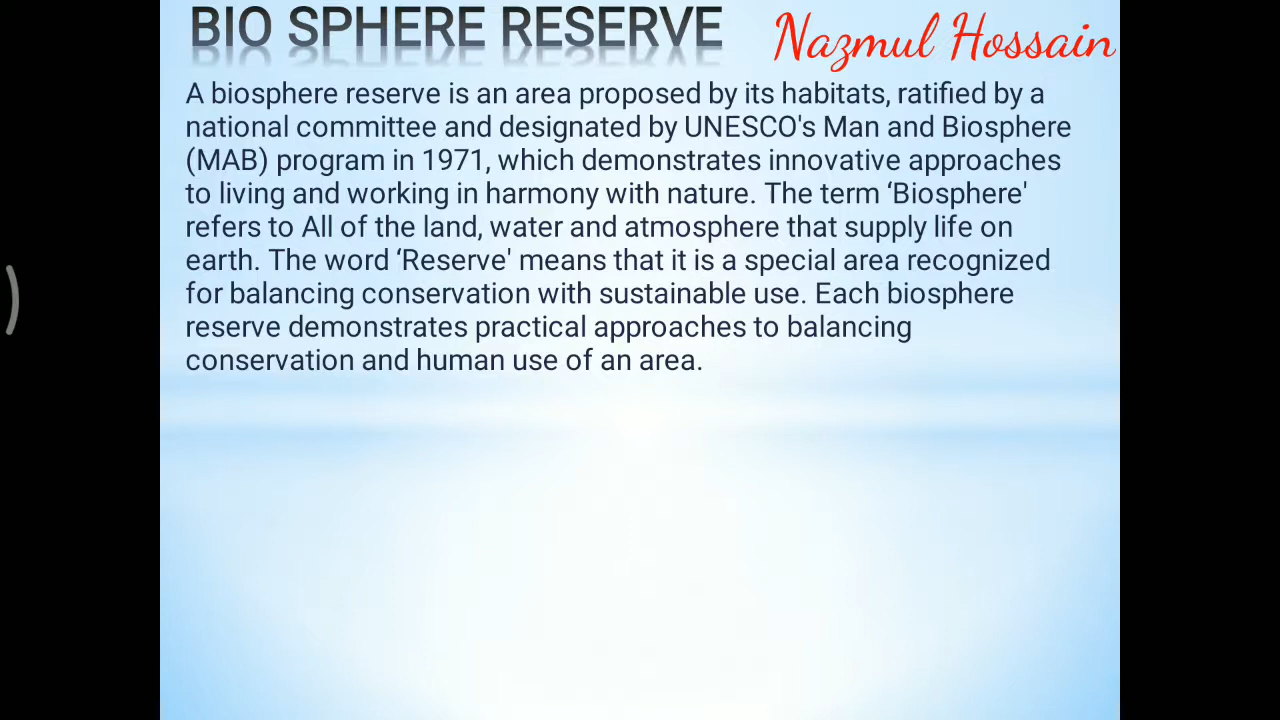 BIO SPHERE RESERVE Nazmul Hossain
A biosphere reserve is an area proposed by its habitats, ratified by a
national committee and designated by UNESCO's Man and Biosphere
(MAB) program in 1971, which demonstrates innovative approaches
to living and working in harmony with nature. The term ‘Biosphere'
refers to All of the land, water and atmosphere that supply life on
earth. The word ‘Reserve' means that it is a special area recognized
for balancing conservation with sustainable use. Each biosphere
reserve demonstrates practical approaches to balancing
conservation and human use of an area.